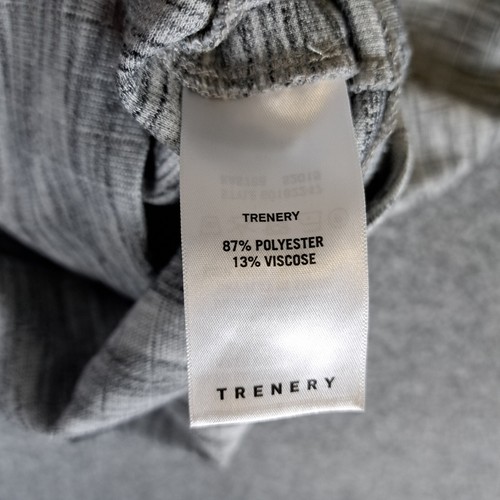 TRENERY
87% POLYESTER
13% VISCOSE
TRENERY